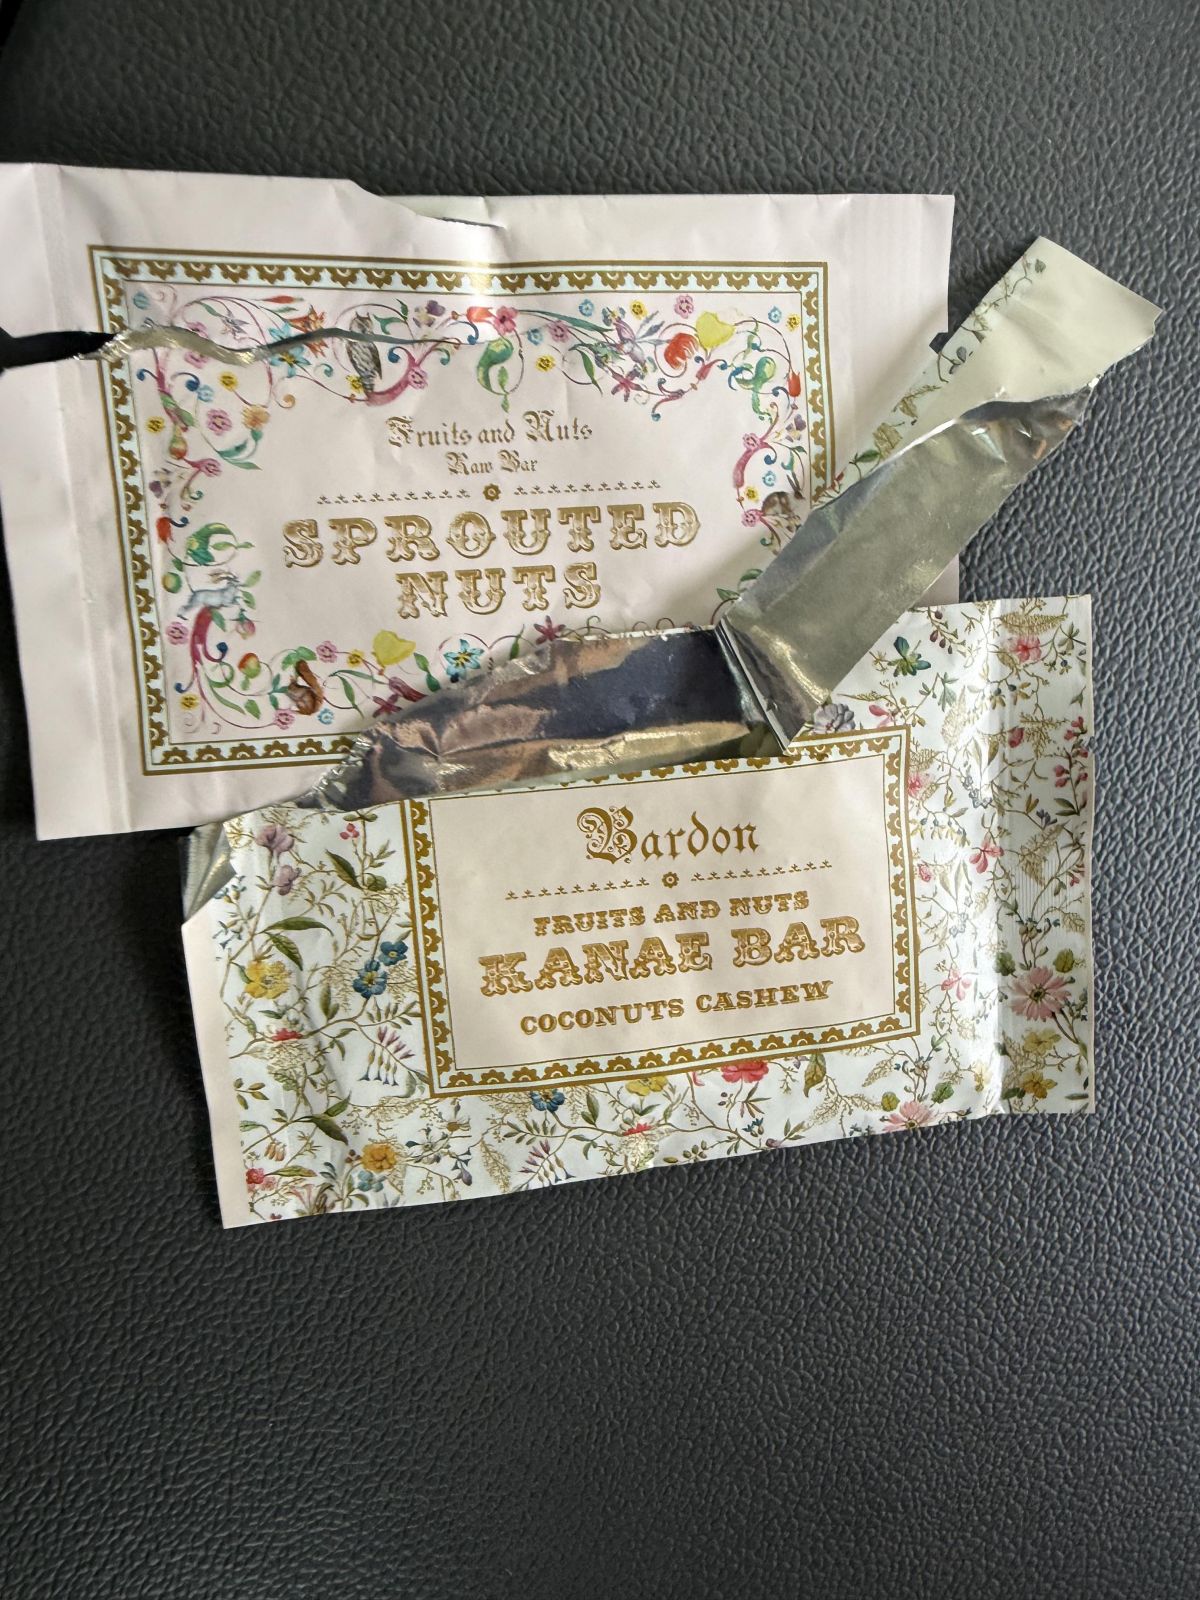 Fruits and Nuts
Raw Bar
SPROUTED
NUTS
Bardon
FRUITS AND NUTS
KANAE BAR
COCONUTS CASHEW